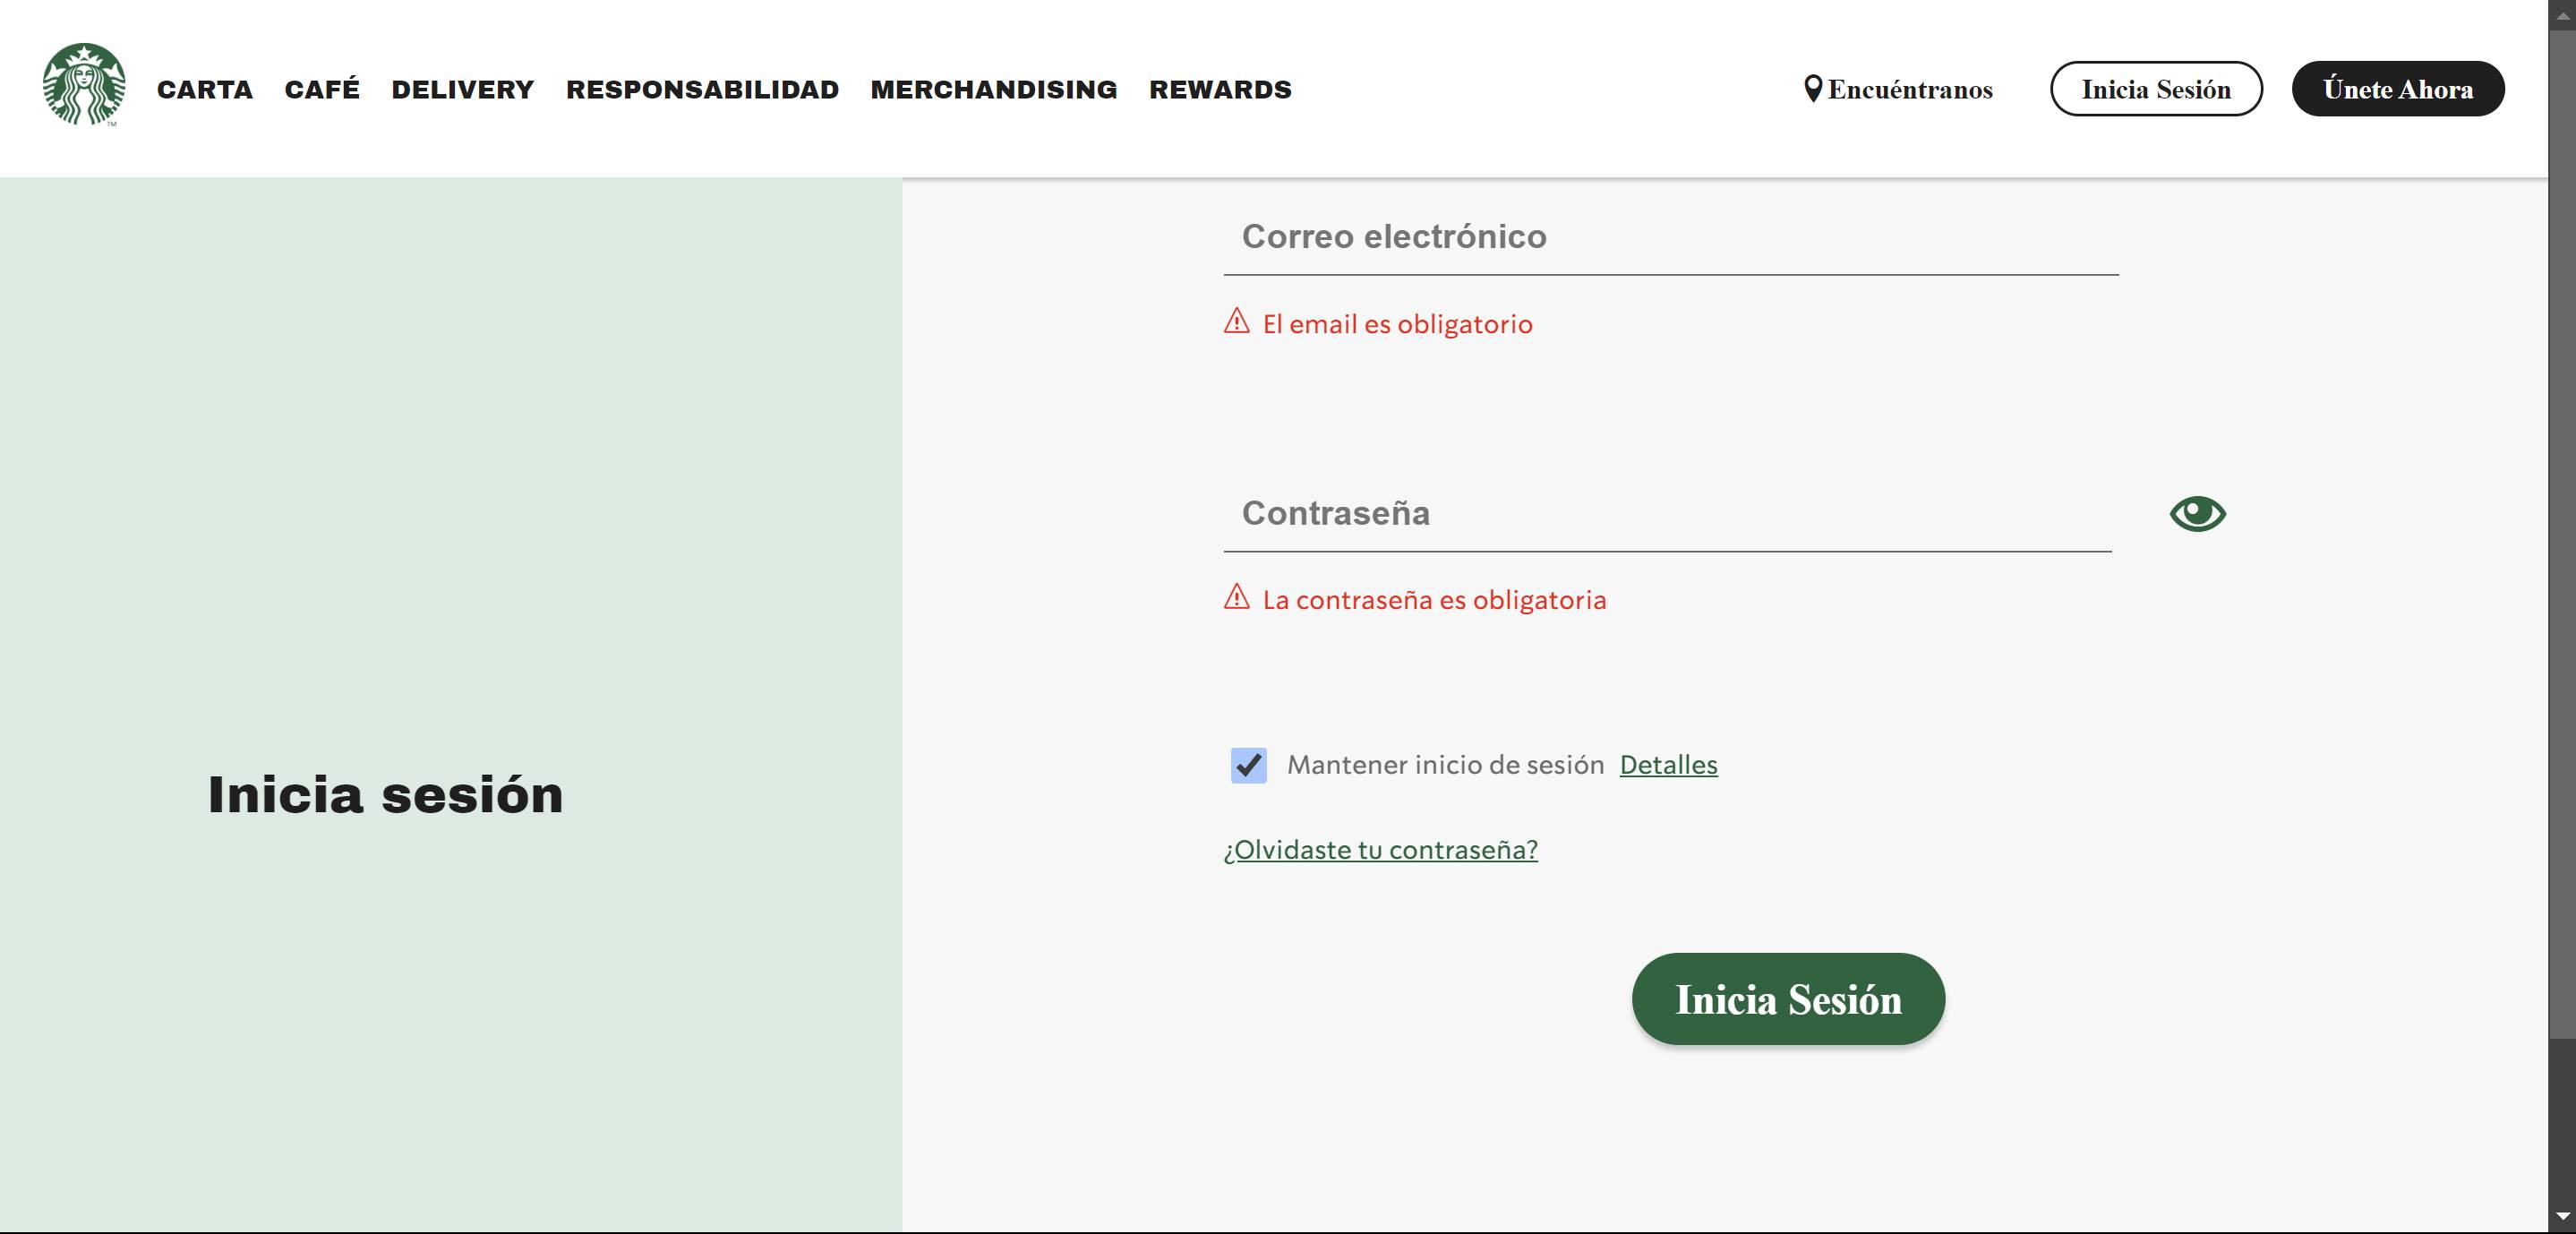 CARTA CAFÉ DELIVERY RESPONSABILIDAD MERCHANDISING REWARDS Encuéntranos Inicia Sesión Únete Ahora
TM
Correo electrónico
El email es obligatorio
Contraseña
La contraseña es obligatoria
Mantener inicio de sesión Detalles
Inicia sesión
¿Olvidaste tu contraseña?
Inicia Sesión